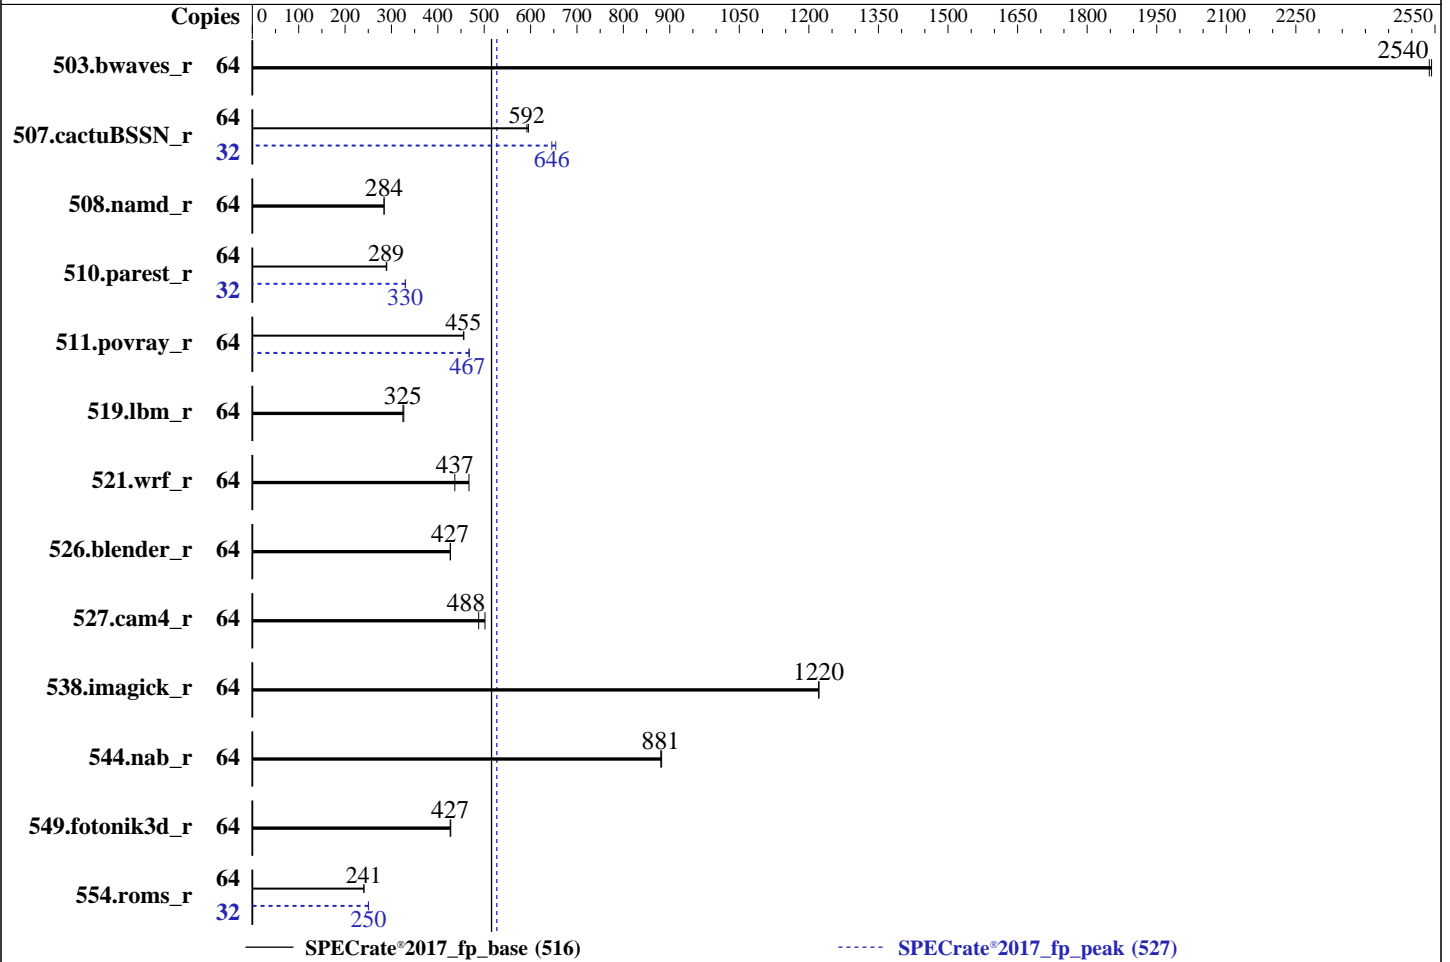 Copies 0 100 200 300 400 500 600 700 800 900 1050 1200 1350 1500 1650 1800 1950 2100 2250 2550
503.bwaves_r 64 2540
507.cactuBSSN_r 64 592
32 646
508.namd_r 64 284
510.parest_r 64 289
32 330
511.povray_r 64 455
467
519.lbm_r 64 325
521.wrf_r 64 437
526.blender_r 64 427
527.cam4_r 64 488
538.imagick_r 64 1220
544.nab_r 64 881
549.fotonik3d_r 64 427
554.roms_r 64 241
32 250
SPECrate®2017_fp_base (516) SPECrate®2017_fp_peak (527)